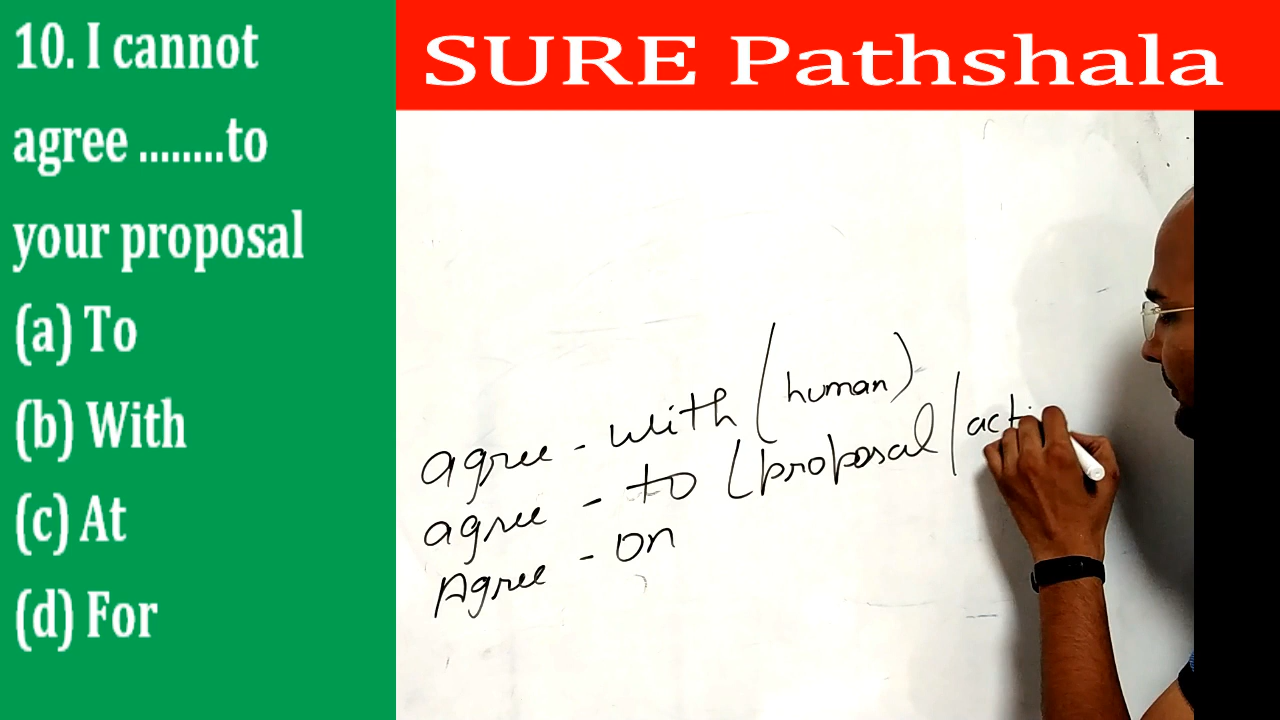 10. I cannot
agree ........to
your proposal
(a) To
(b) With
(c) At
(d) For
SURE Pathshala
agree - with (human)
agree - to (proposal / acti
Agree - on